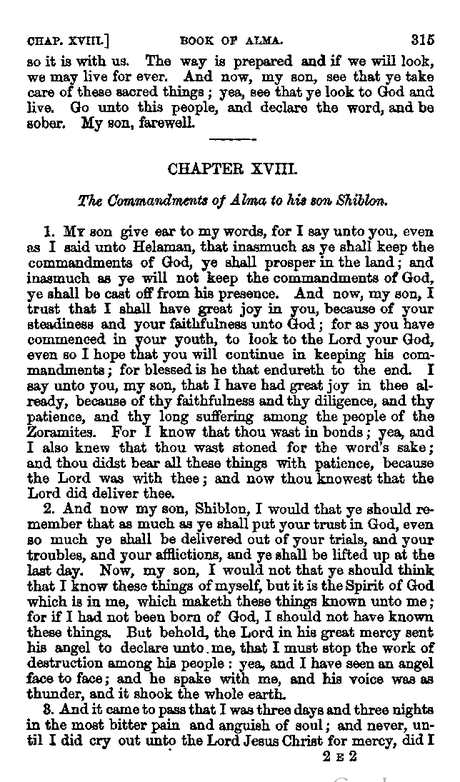 CHAP. XVIII.] BOOK OF ALMA. 315
so it is with us. The way is prepared and if we will look,
we may live for ever. And now, my son, see that ye take
care of these sacred things; yea, see that ye look to God and
live. Go unto this people, and declare the word, and be
sober. My son, farewell.
CHAPTER XVIII.
The Commandments of Alma to his son Shiblon.
1. My son give ear to my words, for I say unto you, even
as I said unto Helaman, that inasmuch as ye shall keep the
commandments of God, ye shall prosper in the land; and
inasmuch as ye will not keep the commandments of God,
ye shall be cast off from his presence. And now, my son, I
trust that I shall have great joy in you, because of your
steadiness and your faithfulness unto God; for as you have
commenced in your youth, to look to the Lord your God,
even so I hope that you will continue in keeping his com-
mandments; for blessed is he that endureth to the end. I
say unto you, my son, that I have had great joy in thee al-
ready, because of thy faithfulness and thy diligence, and thy
patience, and thy long suffering among the people of the
Zoramites. For I know that thou wast in bonds; yea, and
I also knew that thou wast stoned for the word's sake;
and thou didst bear all these things with patience, because
the Lord was with thee; and now thou knowest that the
Lord did deliver thee.
2. And now my son, Shiblon, I would that ye should re-
member that as much as ye shall put your trust in God, even
so much ye shall be delivered out of your trials, and your
troubles, and your afflictions, and ye shall be lifted up at the
last day. Now, my son, I would not that ye should think
that I know these things of myself, but it is the Spirit of God
which is in me, which maketh these things known unto me;
for if I had not been born of God, I should not have known
these things. But behold, the Lord in his great mercy sent
his angel to declare unto me, that I must stop the work of
destruction among his people: yea, and I have seen an angel
face to face; and he spake with me, and his voice was as
thunder, and it shook the whole earth.
3. And it came to pass that I was three days and three nights
in the most bitter pain and anguish of soul; and never, un-
til I did cry out unto the Lord Jesus Christ for mercy, did I
2 E 2